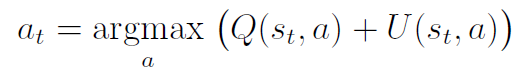 a_t = argmax_a (Q(s_t, a) + U(s_t, a))